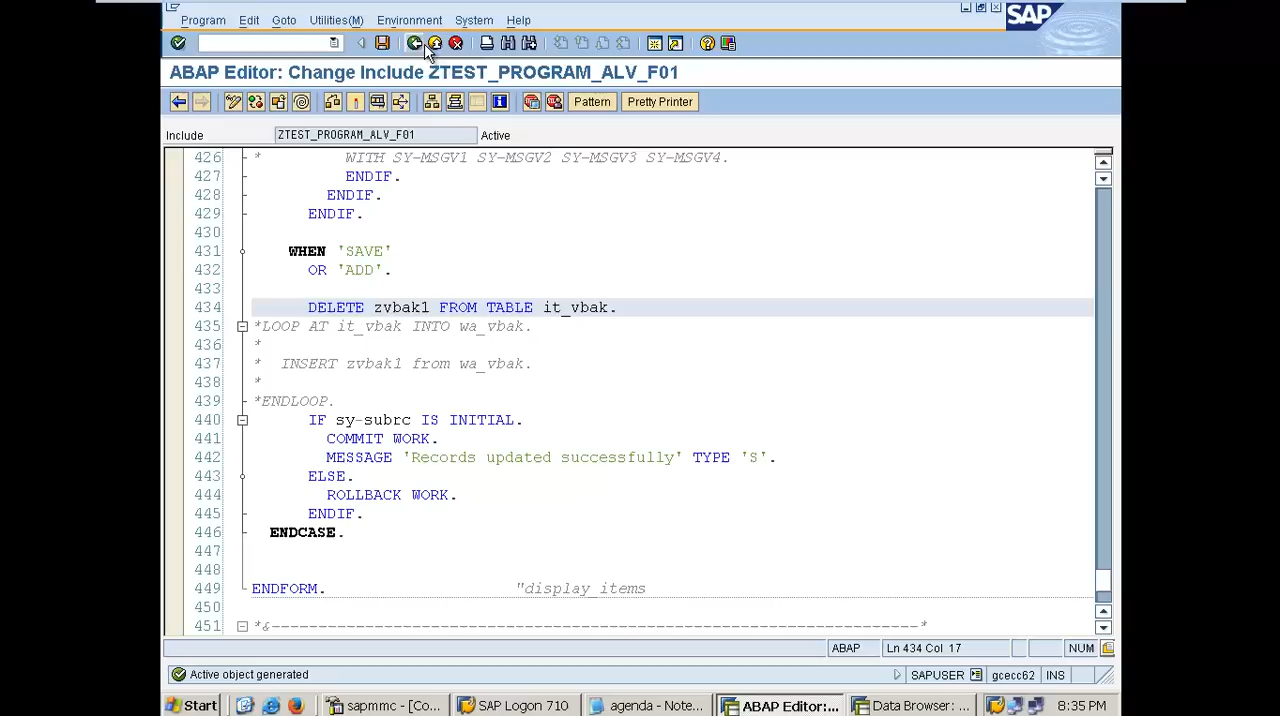 Program Edit Goto Utilities(M) Environment System Help
SAP
ABAP Editor: Change Include ZTEST_PROGRAM_ALV_F01
Pattern Pretty Printer
Include ZTEST_PROGRAM_ALV_F01 Active
426 * WITH SY-MSGV1 SY-MSGV2 SY-MSGV3 SY-MSGV4.
427 ENDIF.
428 ENDIF.
429 ENDIF.
430
431 WHEN 'SAVE'
432 OR 'ADD'.
433
434 DELETE zvbak1 FROM TABLE it_vbak.
435 *LOOP AT it_vbak INTO wa_vbak.
436 *
437 * INSERT zvbak1 from wa_vbak.
438 *
439 *ENDLOOP.
440 IF sy-subrc IS INITIAL.
441 COMMIT WORK.
442 MESSAGE 'Records updated successfully' TYPE 'S'.
443 ELSE.
444 ROLLBACK WORK.
445 ENDIF.
446 ENDCASE.
447
448
449 ENDFORM. "display_items
450
451 *&---------------------------------------------------------------------*
ABAP Ln 434 Col 17 NUM
Active object generated SAPUSER gcecc62 INS
Start sapmmc - [Co... SAP Logon 710 agenda - Note... ABAP Editor:... Data Browser: ... 8:35 PM